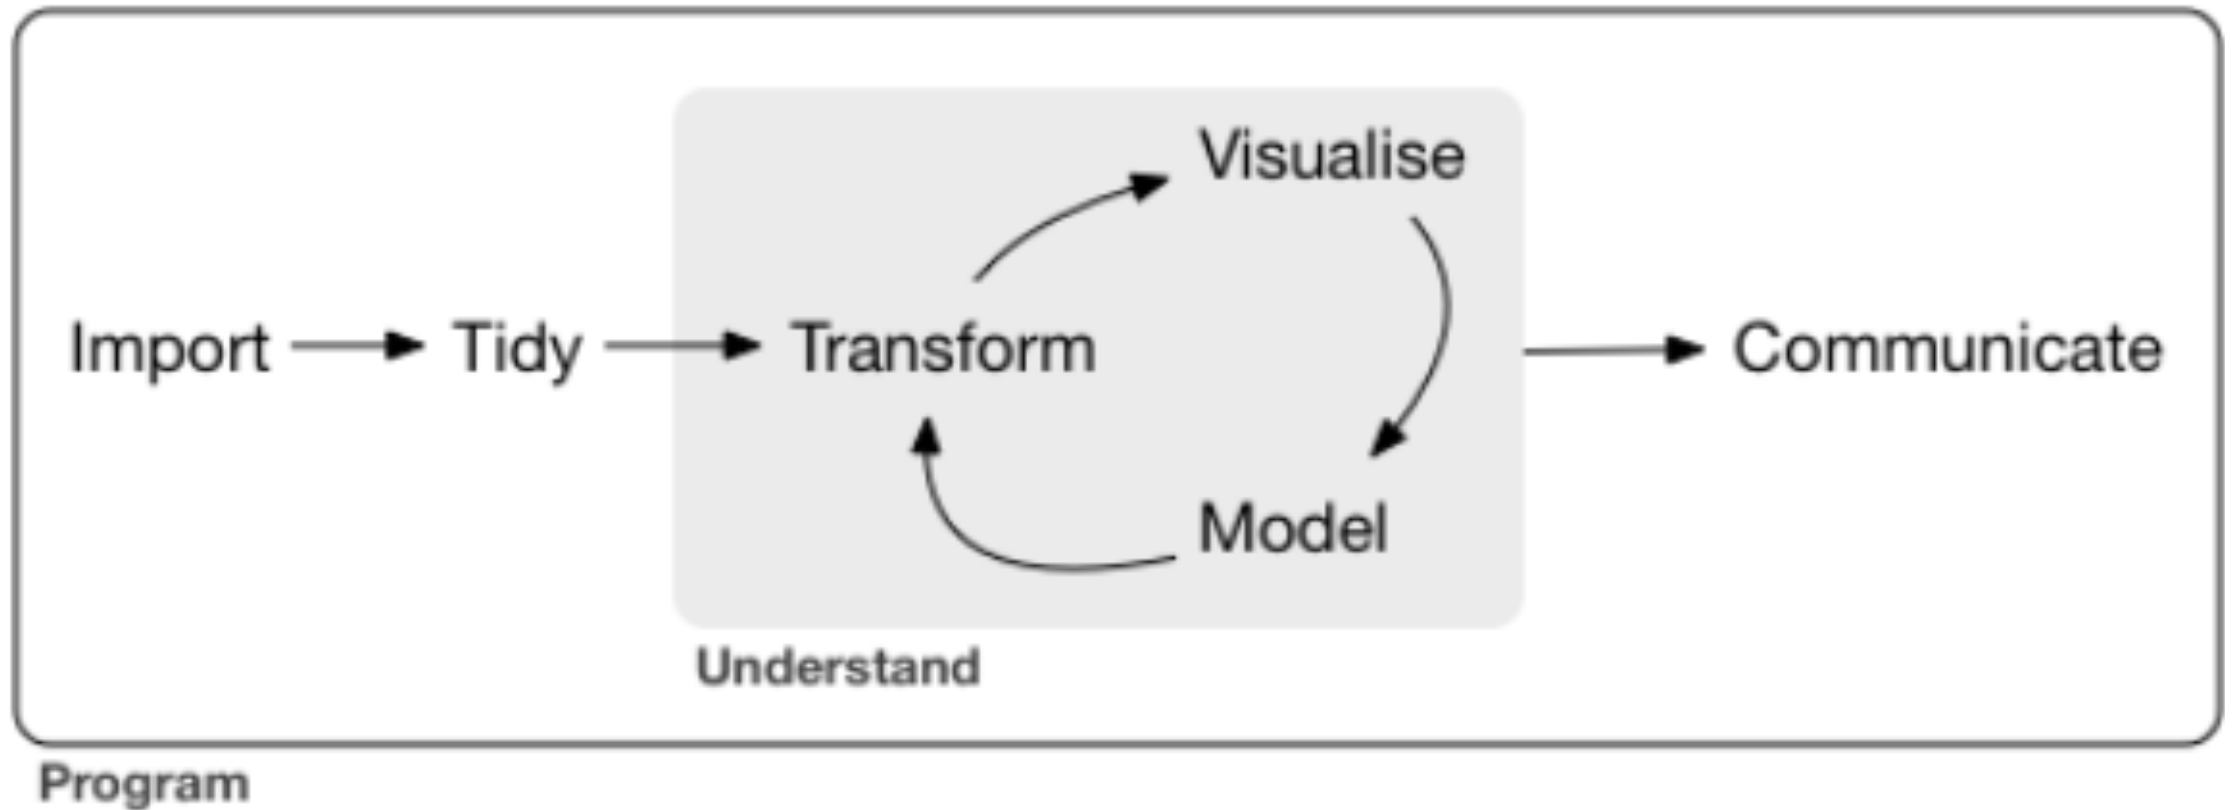 Visualise
Import
Tidy
Transform
Communicate
Model
Understand
Program